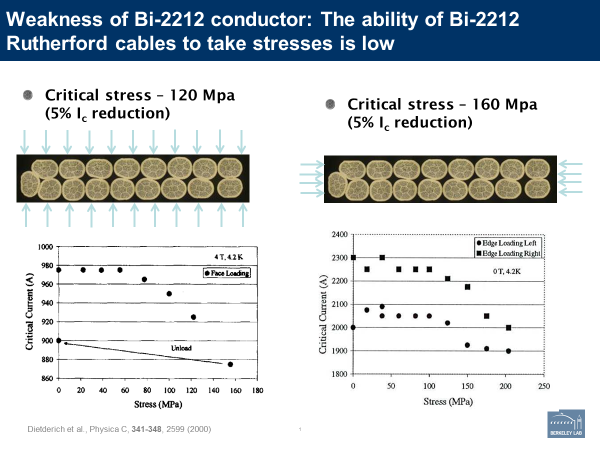 Weakness of Bi-2212 conductor: The ability of Bi-2212
Rutherford cables to take stresses is low
Critical stress – 120 Mpa
(5% Ic reduction)
Critical stress – 160 Mpa
(5% Ic reduction)
1000
980
960
940
920
900
880
860
Critical Current (A)
4 T, 4.2 K
Face Loading
Unload
0 20 40 60 80 100 120 140 160 180
Stress (MPa)
2400
2300
2200
2100
2000
1900
1800
Critical Current (A)
Edge Loading Left
Edge Loading Right
0 T, 4.2K
0 50 100 150 200 250
Stress (MPa)
Dietderich et al., Physica C, 341-348, 2599 (2000)
1
BERKELEY LAB